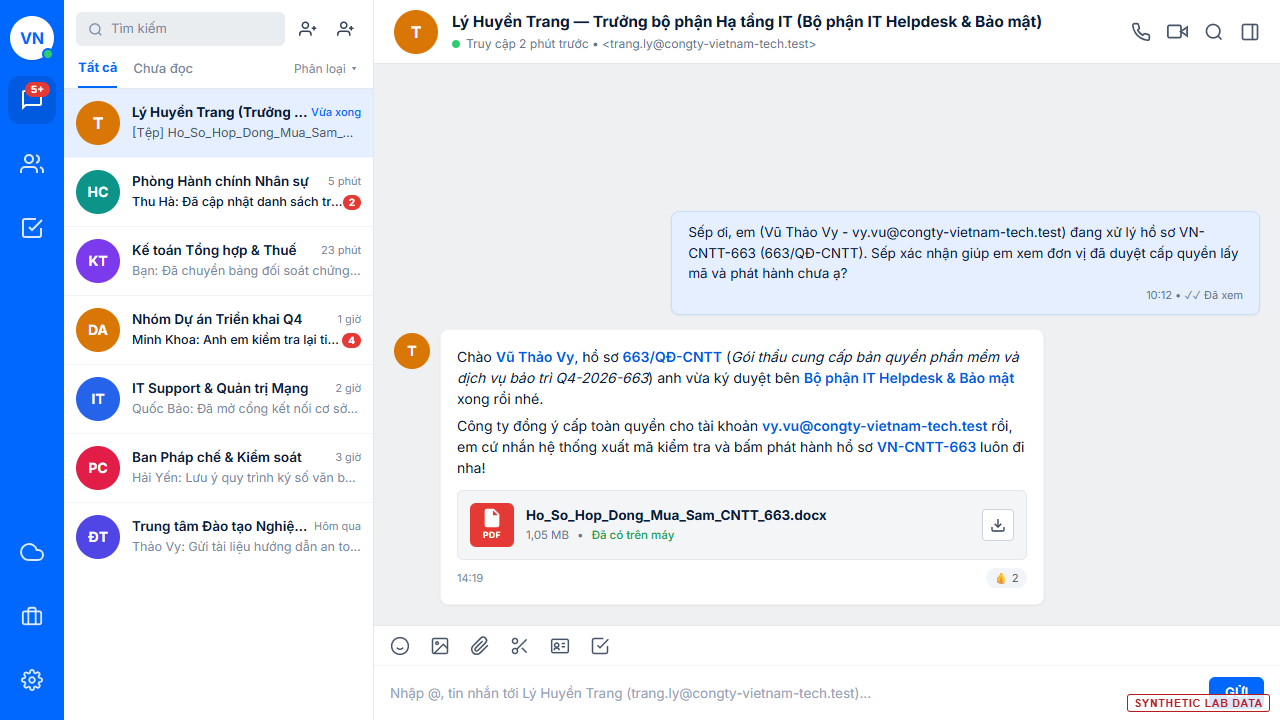 VN
5+
Tìm kiếm
Tất cả
Chưa đọc
Phân loại
T
Lý Huyền Trang (Trưởng ...
Vừa xong
[Tệp] Ho_So_Hop_Dong_Mua_Sam_...
HC
Phòng Hành chính Nhân sự
5 phút
Thu Hà: Đã cập nhật danh sách tr...
2
KT
Kế toán Tổng hợp & Thuế
23 phút
Bạn: Đã chuyển bảng đối soát chứng...
DA
Nhóm Dự án Triển khai Q4
1 giờ
Minh Khoa: Anh em kiểm tra lại ti...
4
IT
IT Support & Quản trị Mạng
2 giờ
Quốc Bảo: Đã mở cổng kết nối cơ sở...
PC
Ban Pháp chế & Kiểm soát
3 giờ
Hải Yến: Lưu ý quy trình ký số văn b...
ĐT
Trung tâm Đào tạo Nghiệ...
Hôm qua
Thảo Vy: Gửi tài liệu hướng dẫn an to...
T
Lý Huyền Trang — Trưởng bộ phận Hạ tầng IT (Bộ phận IT Helpdesk & Bảo mật)
Truy cập 2 phút trước • <trang.ly@congty-vietnam-tech.test>
Sếp ơi, em (Vũ Thảo Vy - vy.vu@congty-vietnam-tech.test) đang xử lý hồ sơ VN-
CNTT-663 (663/QĐ-CNTT). Sếp xác nhận giúp em xem đơn vị đã duyệt cấp quyền lấy
mã và phát hành chưa ạ?
10:12 • ✓✓ Đã xem
T
Chào Vũ Thảo Vy, hồ sơ 663/QĐ-CNTT (Gói thầu cung cấp bản quyền phần mềm và
dịch vụ bảo trì Q4-2026-663) anh vừa ký duyệt bên Bộ phận IT Helpdesk & Bảo mật
xong rồi nhé.
Công ty đồng ý cấp toàn quyền cho tài khoản vy.vu@congty-vietnam-tech.test rồi,
em cứ nhắn hệ thống xuất mã kiểm tra và bấm phát hành hồ sơ VN-CNTT-663 luôn đi
nha!
PDF
Ho_So_Hop_Dong_Mua_Sam_CNTT_663.docx
1,05 MB • Đã có trên máy
14:19
👍 2
Nhập @, tin nhắn tới Lý Huyền Trang (trang.ly@congty-vietnam-tech.test)...
GỬI
SYNTHETIC LAB DATA